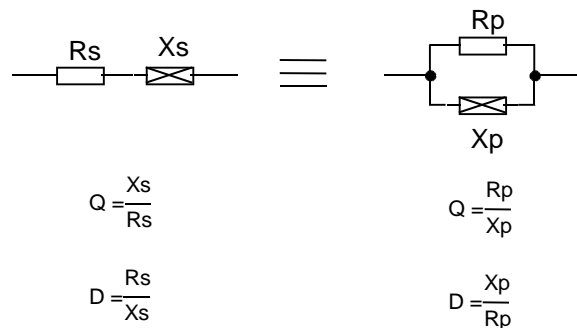 Rs
Xs
Rp
Xp
Q = Xs/Rs
Q = Rp/Xp
D = Rs/Xs
D = Xp/Rp